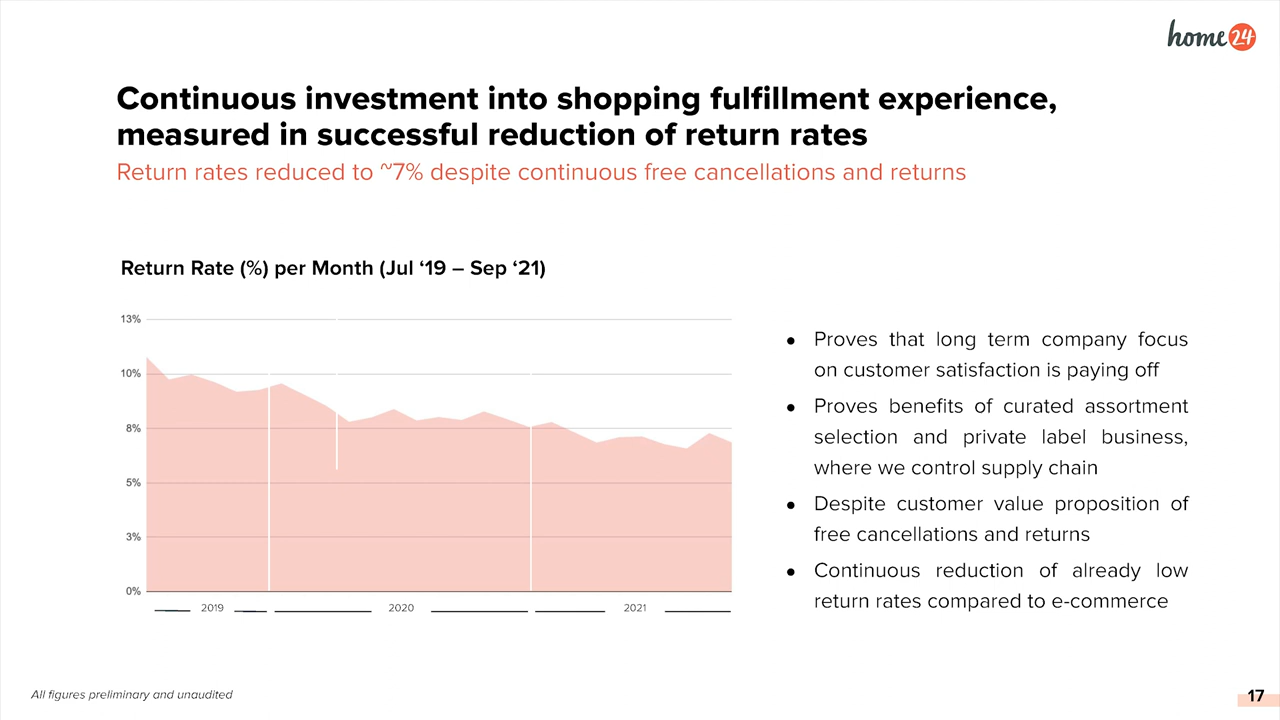 home24
Continuous investment into shopping fulfillment experience,
measured in successful reduction of return rates
Return rates reduced to ~7% despite continuous free cancellations and returns
Return Rate (%) per Month (Jul ‘19 – Sep ‘21)
13%
10%
8%
5%
3%
0%
2019
2020
2021
● Proves that long term company focus
on customer satisfaction is paying off
● Proves benefits of curated assortment
selection and private label business,
where we control supply chain
● Despite customer value proposition of
free cancellations and returns
● Continuous reduction of already low
return rates compared to e-commerce
All figures preliminary and unaudited
17